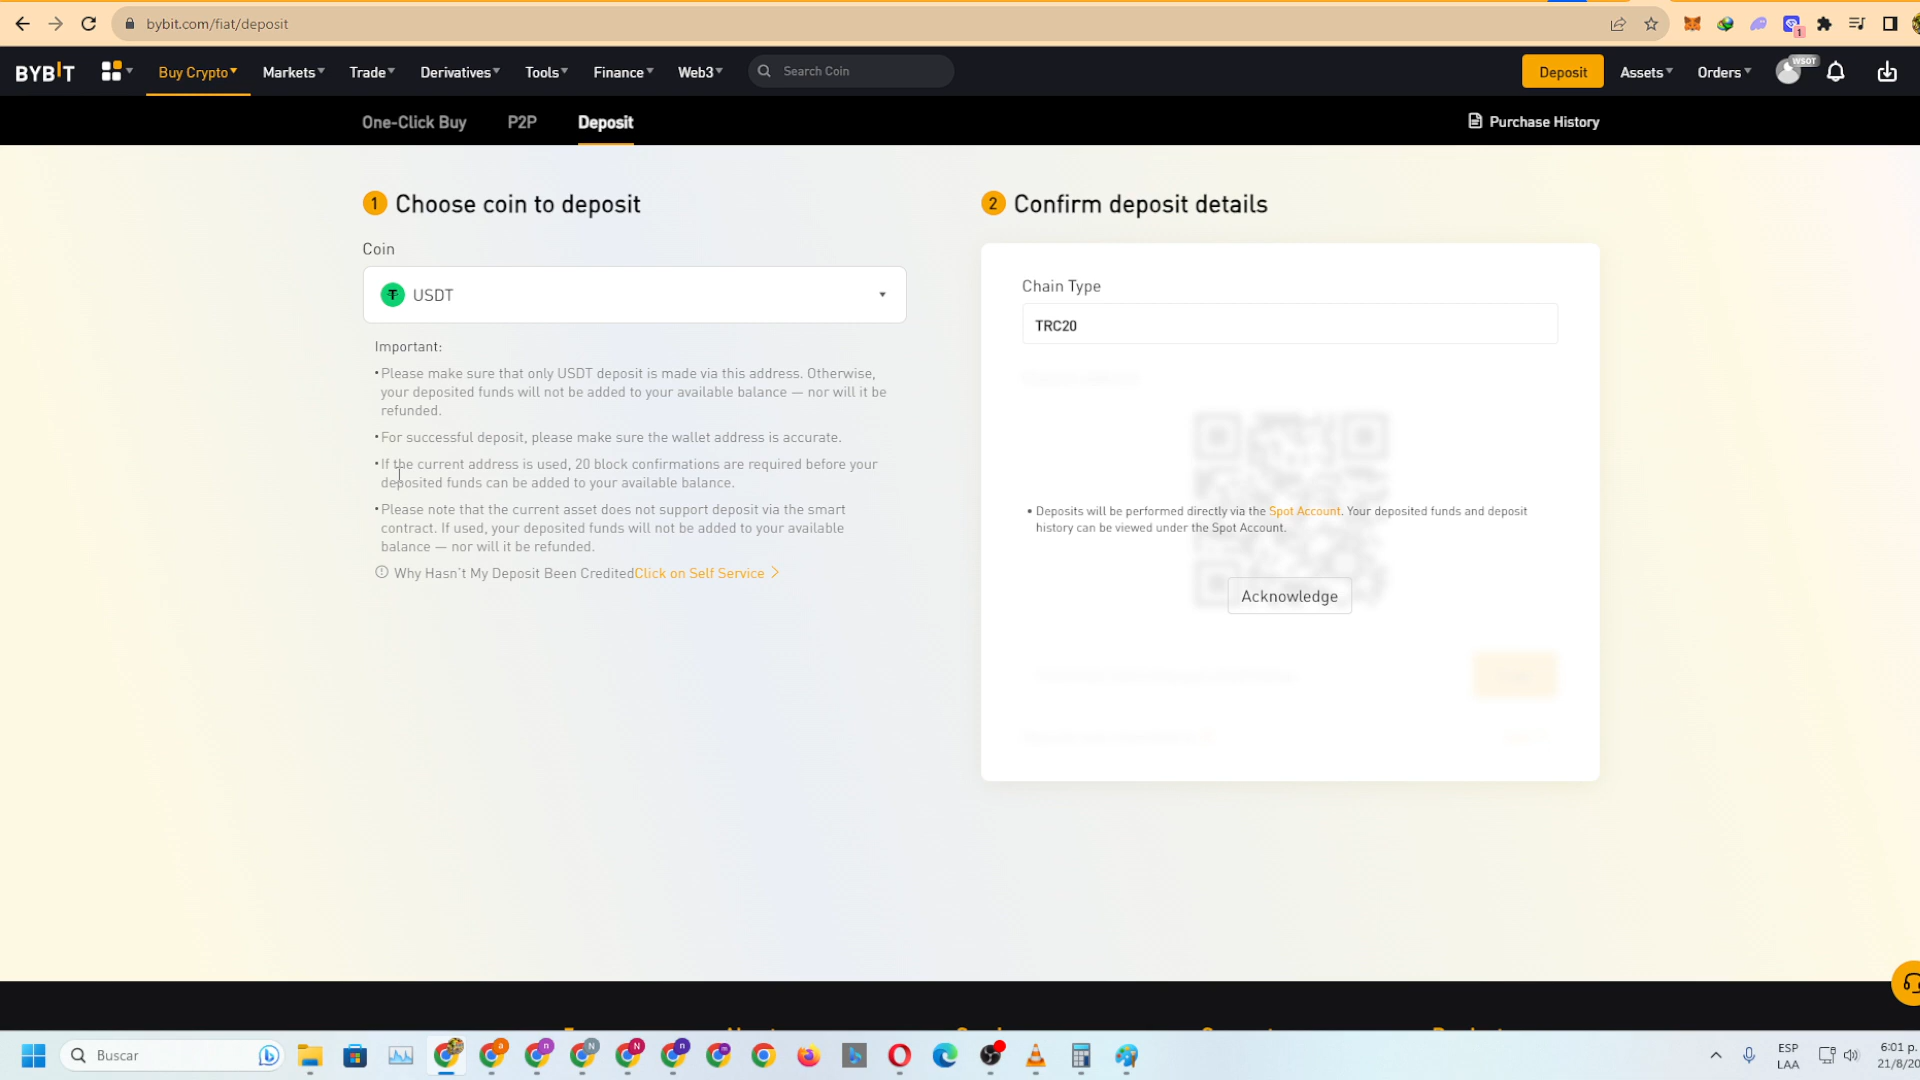 bybit.com/fiat/deposit
1
BYBIT
Buy Crypto
Markets
Trade
Derivatives
Tools
Finance
Web3
Search Coin
Deposit
Assets
Orders
WSOT
One-Click Buy
P2P
Deposit
Purchase History
1 Choose coin to deposit
Coin
USDT
Important:
•Please make sure that only USDT deposit is made via this address. Otherwise,
your deposited funds will not be added to your available balance — nor will it be
refunded.
•For successful deposit, please make sure the wallet address is accurate.
•If the current address is used, 20 block confirmations are required before your
deposited funds can be added to your available balance.
•Please note that the current asset does not support deposit via the smart
contract. If used, your deposited funds will not be added to your available
balance — nor will it be refunded.
Why Hasn't My Deposit Been CreditedClick on Self Service >
2 Confirm deposit details
Chain Type
TRC20
• Deposits will be performed directly via the Spot Account. Your deposited funds and deposit
history can be viewed under the Spot Account.
Acknowledge
Buscar
ESP
LAA
6:01 p.
21/8/20